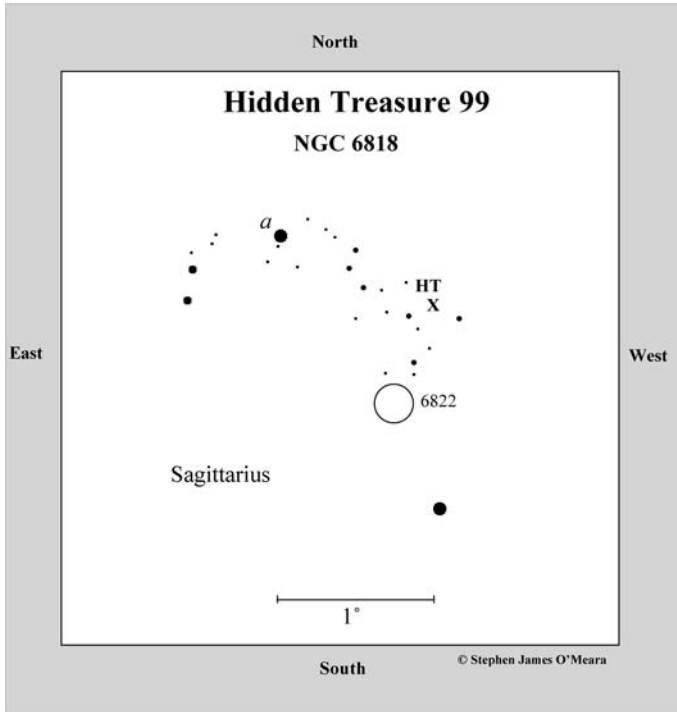 North
Hidden Treasure 99
NGC 6818
a
HT
X
East
West
6822
Sagittarius
1°
© Stephen James O’Meara
South